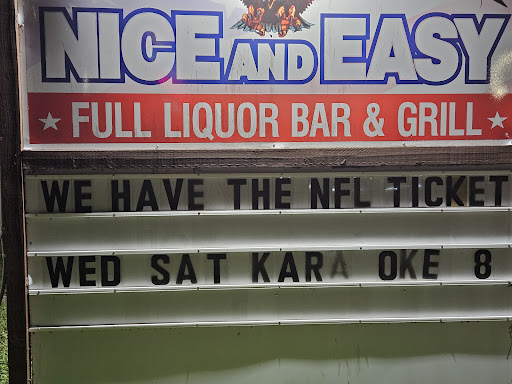 NICE AND EASY
★ FULL LIQUOR BAR & GRILL ★
WE HAVE THE NFL TICKET
WED SAT KARA OKE 8